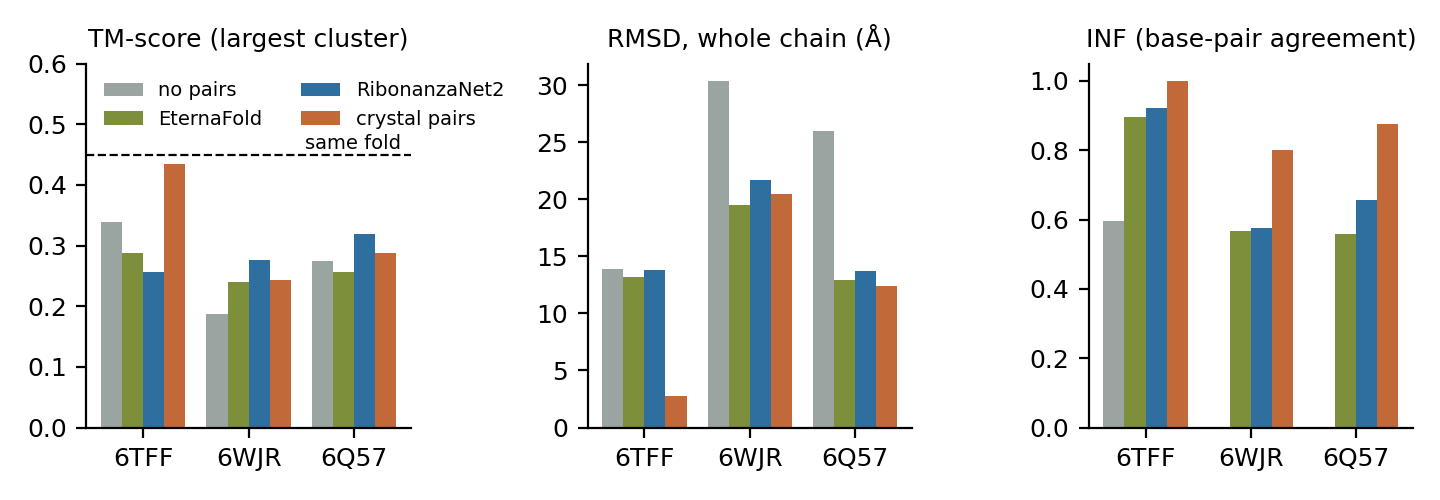 TM-score (largest cluster)
0.6
0.5
0.4
0.3
0.2
0.1
0.0
no pairs
EternaFold
RibonanzaNet2
crystal pairs
same fold
6TFF
6WJR
6Q57
RMSD, whole chain (Å)
30
25
20
15
10
5
0
6TFF
6WJR
6Q57
INF (base-pair agreement)
1.0
0.8
0.6
0.4
0.2
0.0
6TFF
6WJR
6Q57